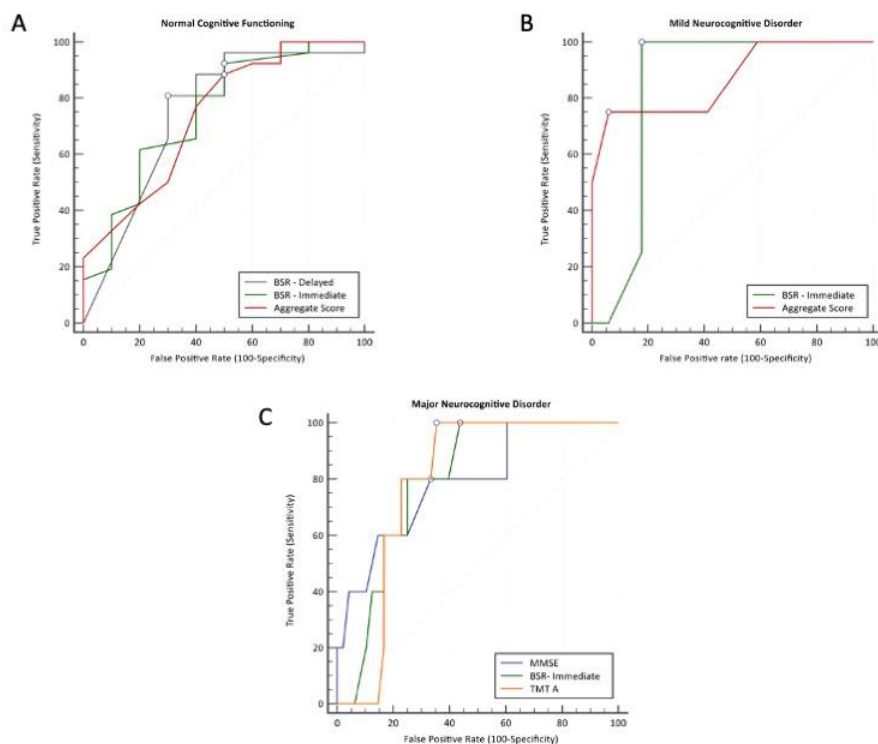 A
Normal Cognitive Functioning
100
80
60
40
20
0
True Positive Rate (Sensitivity)
BSR - Delayed
BSR - Immediate
Aggregate Score
0 20 40 60 80 100
False Positive Rate (100-Specificity)
B
Mild Neurocognitive Disorder
100
80
60
40
20
0
True Positive Rate (Sensitivity)
BSR - Immediate
Aggregate Score
0 20 40 60 80 100
False Positive rate (100-Specificity)
C
Major Neurocognitive Disorder
100
80
60
40
20
0
True Positive Rate (Sensitivity)
MMSE
BSR- Immediate
TMT A
0 20 40 60 80 100
False Positive Rate (100-Specificity)